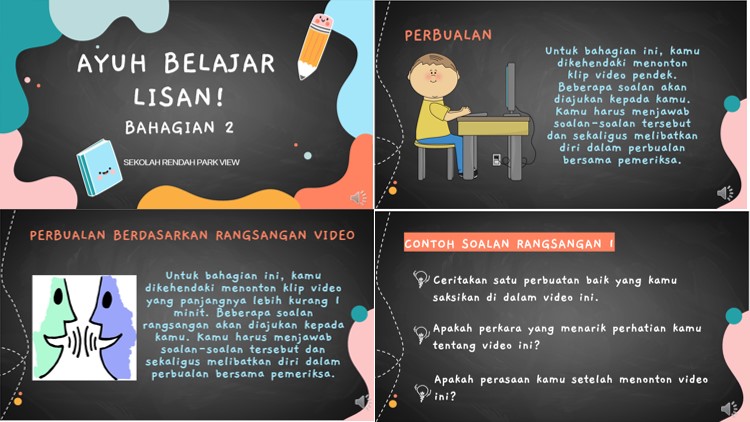 AYUH BELAJAR
LISAN!
BAHAGIAN 2
SEKOLAH RENDAH PARK VIEW
PERBUALAN
Untuk bahagian ini, kamu
dikehendaki menonton
klip video pendek.
Beberapa soalan akan
diajukan kepada kamu.
Kamu harus menjawab
soalan-soalan tersebut
dan sekaligus melibatkan
diri dalam perbualan
bersama pemeriksa.
PERBUALAN BERDASARKAN RANGSANGAN VIDEO
Untuk bahagian ini, kamu
dikehendaki menonton klip video
yang panjangnya lebih kurang 1
minit. Beberapa soalan
rangsangan akan diajukan kepada
kamu. Kamu harus menjawab
soalan-soalan tersebut dan
sekaligus melibatkan diri dalam
perbualan bersama pemeriksa.
CONTOH SOALAN RANGSANGAN 1
Ceritakan satu perbuatan baik yang kamu
saksikan di dalam video ini.
Apakah perkara yang menarik perhatian kamu
tentang video ini?
Apakah perasaan kamu setelah menonton video
ini?